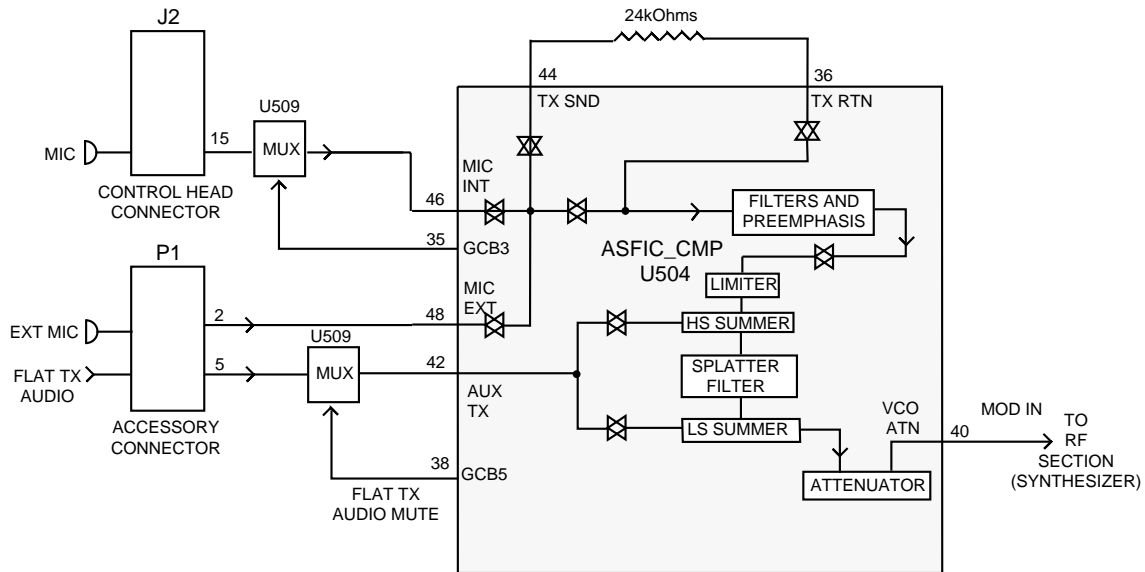 J2
24kOhms
44
36
TX SND
TX RTN
U509
15
MUX
MIC
CONTROL HEAD
CONNECTOR
MIC
INT
46
35
GCB3
FILTERS AND
PREEMPHASIS
ASFIC_CMP
U504
LIMITER
P1
MIC
EXT
2
48
EXT MIC
HS SUMMER
U509
5
MUX
42
FLAT TX
AUDIO
AUX
TX
SPLATTER
FILTER
ACCESSORY
CONNECTOR
LS SUMMER
VCO
ATN
MOD IN
40
TO
RF
SECTION
(SYNTHESIZER)
38
GCB5
FLAT TX
AUDIO MUTE
ATTENUATOR